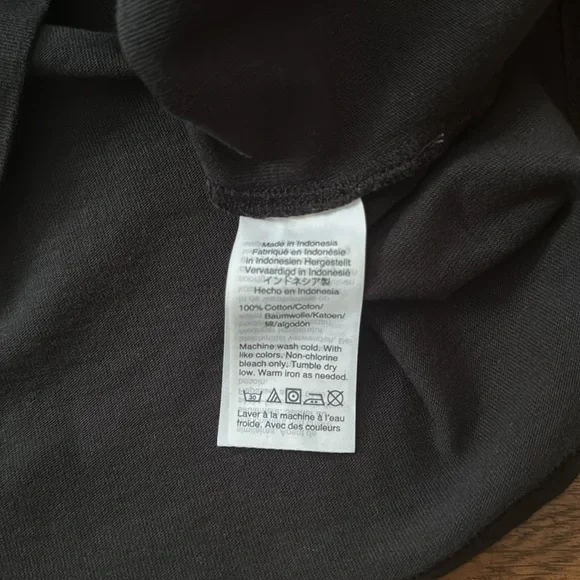 Made in Indonesia
Fabriqué en Indonésie
In Indonesien Hergestellt
Vervaardigd in Indonesië
インドネシア製
Hecho en Indonesia
100% Cotton/Coton/
Baumwolle/Katoen/
/algodón
Machine wash cold. With
like colors. Non-chlorine
bleach only. Tumble dry
low. Warm iron as needed.
30
Laver à la machine à l'eau
froide. Avec des couleurs